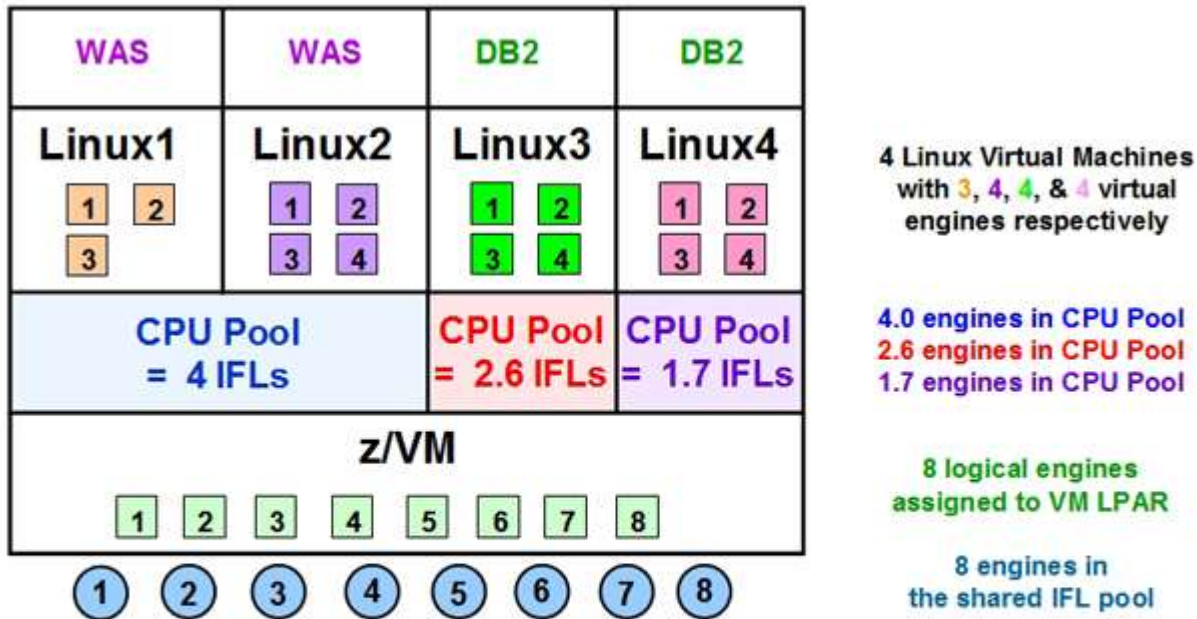 WAS WAS DB2 DB2
Linux1 Linux2 Linux3 Linux4
1 2 1 2 1 2 1 2
3 3 4 3 4 3 4
4 Linux Virtual Machines
with 3, 4, 4, & 4 virtual
engines respectively
CPU Pool CPU Pool CPU Pool
= 4 IFLs = 2.6 IFLs = 1.7 IFLs
4.0 engines in CPU Pool
2.6 engines in CPU Pool
1.7 engines in CPU Pool
z/VM
1 2 3 4 5 6 7 8
8 logical engines
assigned to VM LPAR
1 2 3 4 5 6 7 8
8 engines in
the shared IFL pool